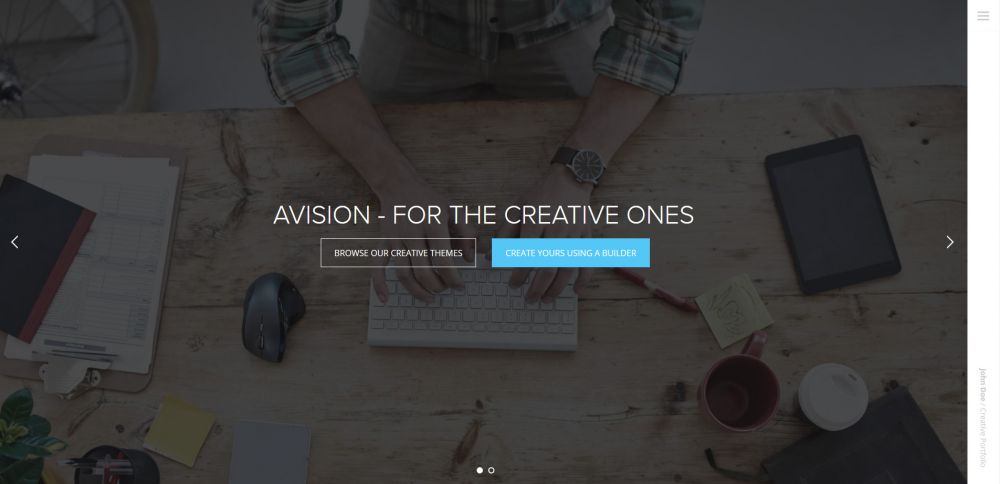 AVISION - FOR THE CREATIVE ONES
BROWSE OUR CREATIVE THEMES
CREATE YOURS USING A BUILDER
John Doe / Creative Portfolio